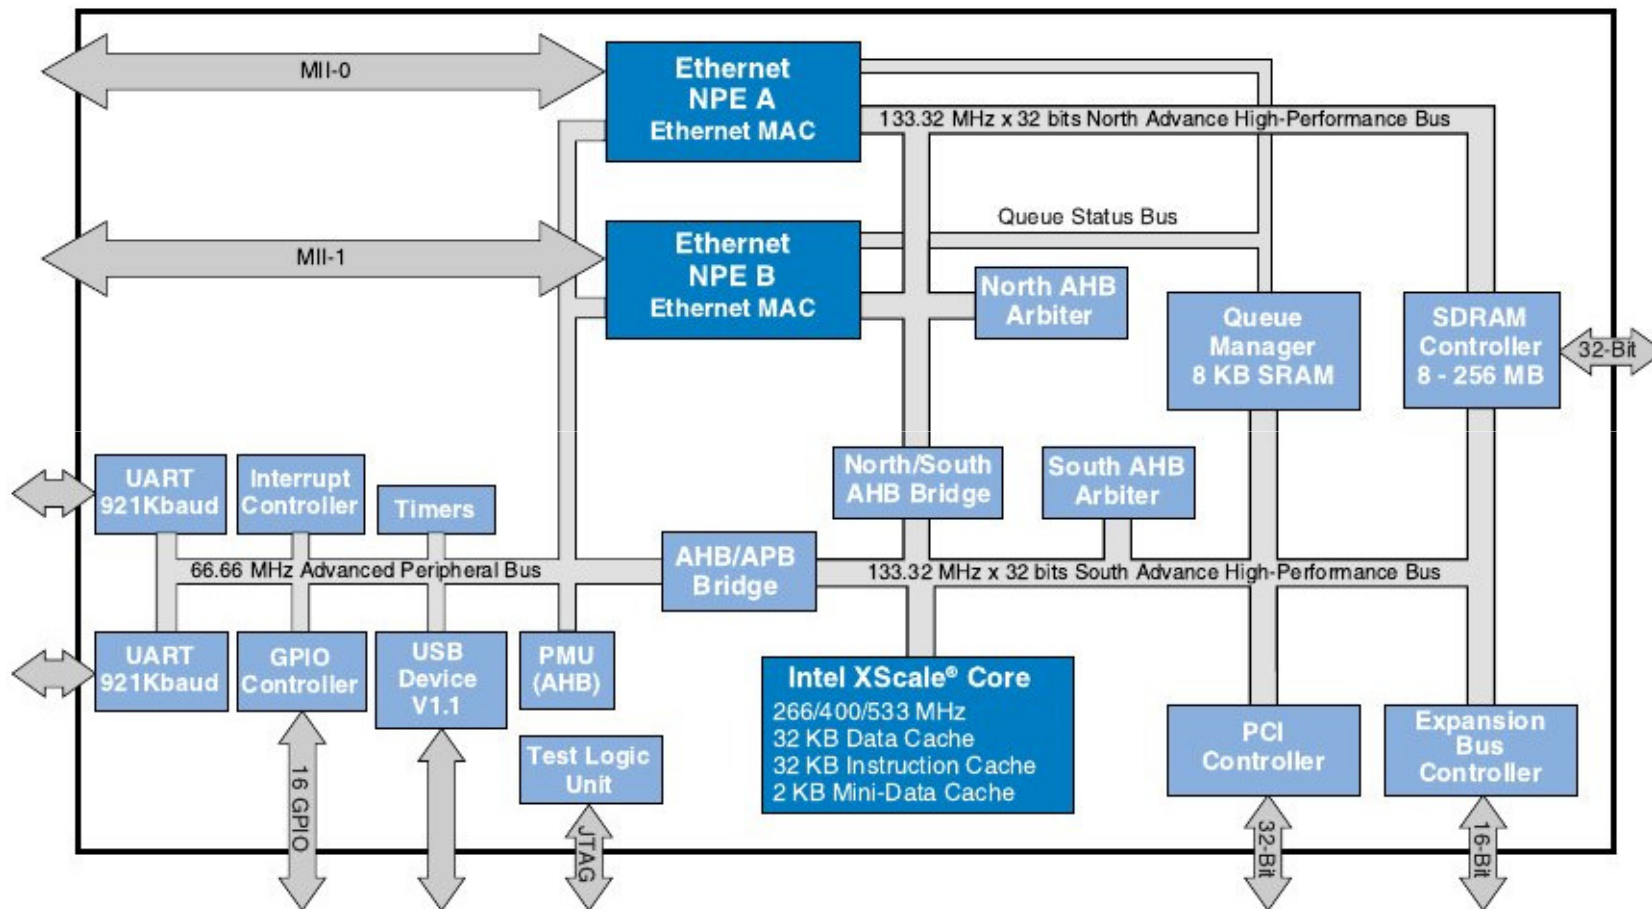 MII-0
Ethernet
NPE A
Ethernet MAC
133.32 MHz x 32 bits North Advance High-Performance Bus
MII-1
Ethernet
NPE B
Ethernet MAC
Queue Status Bus
North AHB
Arbiter
Queue
Manager
8 KB SRAM
SDRAM
Controller
8 - 256 MB
32-Bit
UART
921Kbaud
Interrupt
Controller
Timers
North/South
AHB Bridge
South AHB
Arbiter
66.66 MHz Advanced Peripheral Bus
AHB/APB
Bridge
133.32 MHz x 32 bits South Advance High-Performance Bus
UART
921Kbaud
GPIO
Controller
USB
Device
V1.1
PMU
(AHB)
Test Logic
Unit
Intel XScale® Core
266/400/533 MHz
32 KB Data Cache
32 KB Instruction Cache
2 KB Mini-Data Cache
PCI
Controller
Expansion
Bus
Controller
16 GPIO
JTAG
32-Bit
16-Bit